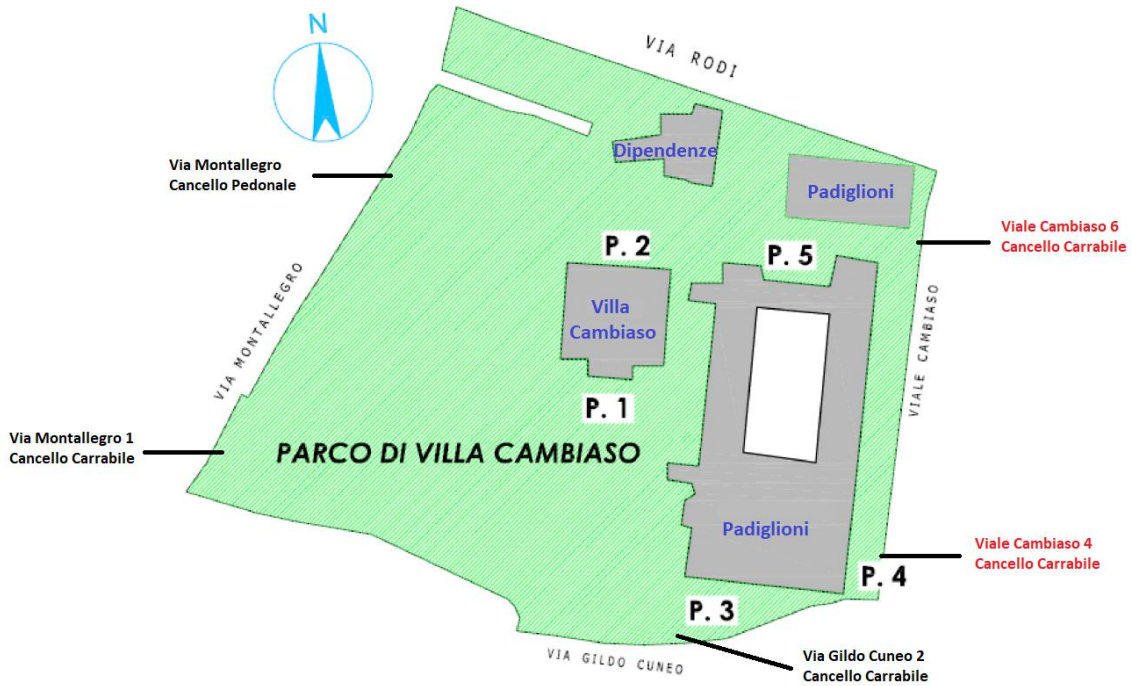 N
VIA RODI
Via Montallegro
Cancello Pedonale
Dipendenze
Padiglioni
Viale Cambiaso 6
Cancello Carrabile
P. 2
P. 5
Villa
Cambiaso
VIA MONTALLEGRO
VIALE CAMBIASO
P. 1
Via Montallegro 1
Cancello Carrabile
PARCO DI VILLA CAMBIASO
Padiglioni
Viale Cambiaso 4
Cancello Carrabile
P. 4
P. 3
VIA GILDO CUNEO
Via Gildo Cuneo 2
Cancello Carrabile